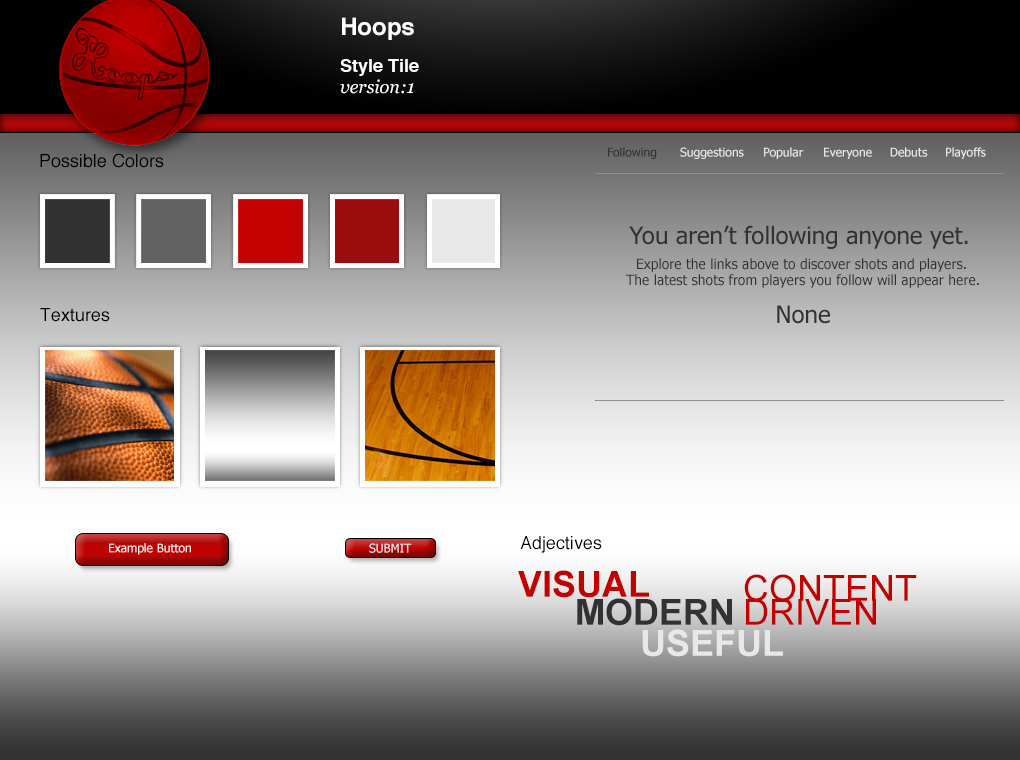 Hoops
Hoops
Style Tile
version:1
Possible Colors
Following Suggestions Popular Everyone Debuts Playoffs
You aren’t following anyone yet.
Explore the links above to discover shots and players.
The latest shots from players you follow will appear here.
None
Textures
Example Button
SUBMIT
Adjectives
VISUAL
MODERN
CONTENT
DRIVEN
USEFUL